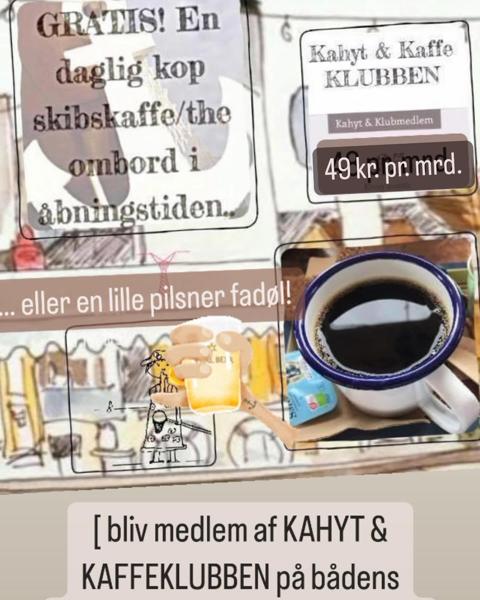 GRATIS! En
daglig kop
skibskaffe/the
ombord i
åbningstiden..
Kahyt & Kaffe
KLUBBEN
Kahyt & Klubmedlem
49 kr. pr. mrd.
... eller en lille pilsner fadøl!
[ bliv medlem af KAHYT &
KAFFEKLUBBEN på bådens